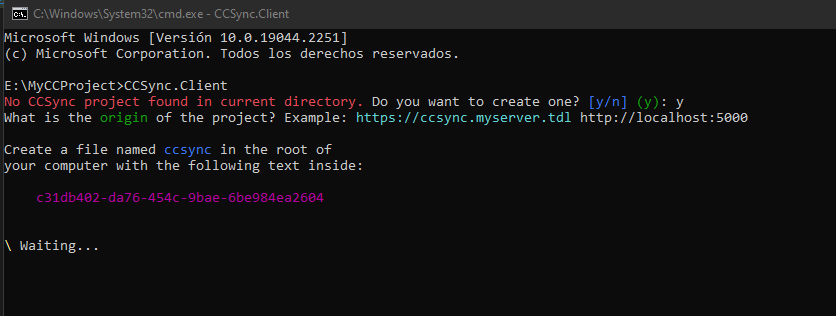 C:\Windows\System32\cmd.exe - CCSync.Client
Microsoft Windows [Versión 10.0.19044.2251]
(c) Microsoft Corporation. Todos los derechos reservados.
E:\MyCCProject>CCSync.Client
No CCSync project found in current directory. Do you want to create one? [y/n] (y): y
What is the origin of the project? Example: https://ccsync.myserver.tdl http://localhost:5000
Create a file named ccsync in the root of
your computer with the following text inside:
c31db402-da76-454c-9bae-6be984ea2604
\ Waiting...